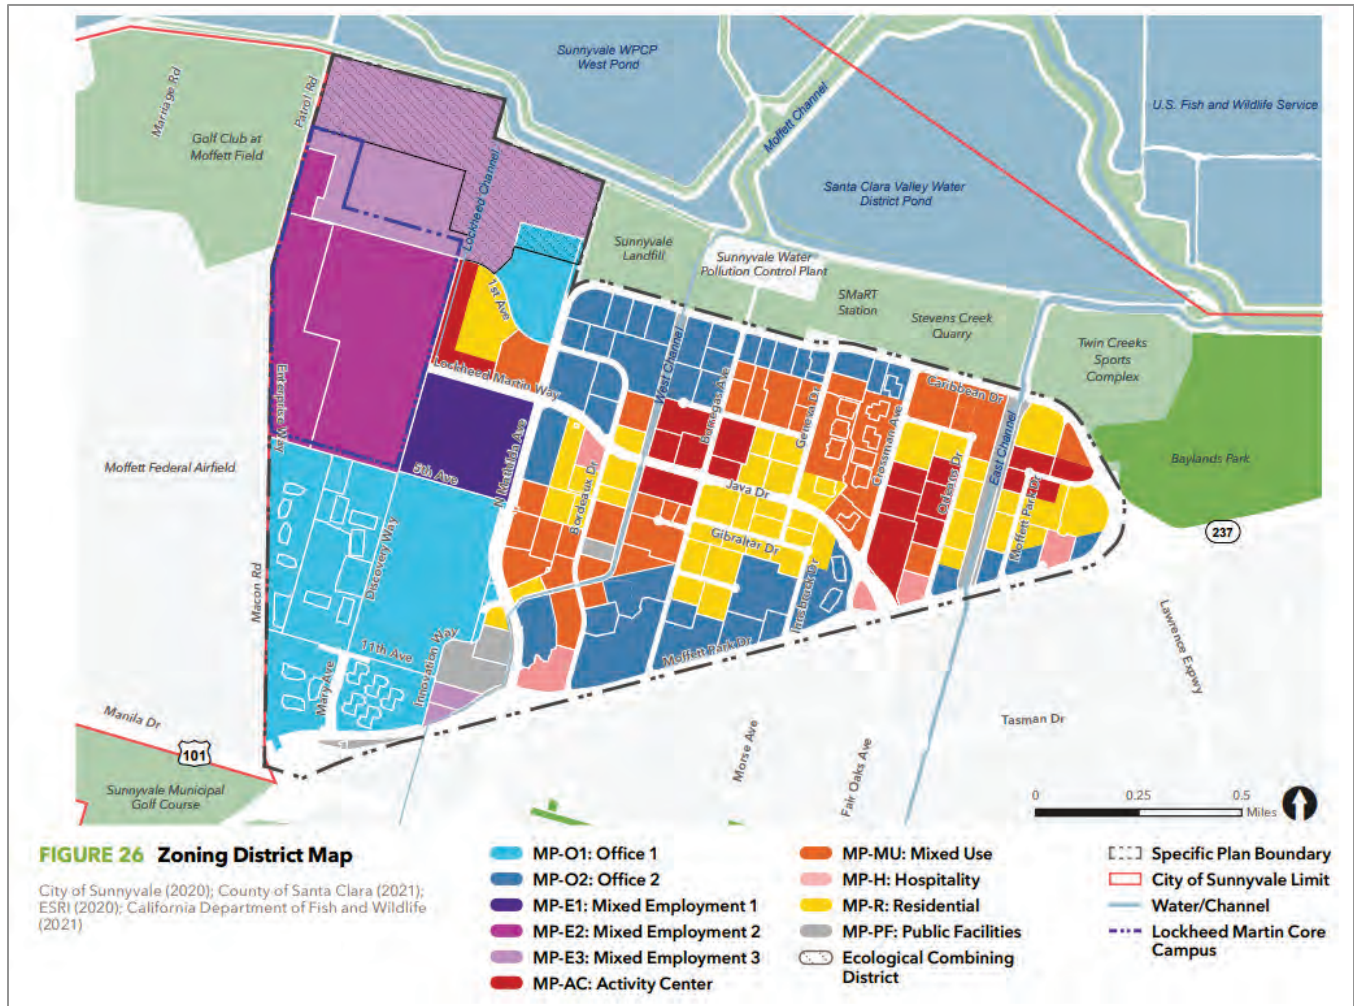 Sunnyvale WPCP
West Pond
U.S. Fish and Wildlife Service
Marriage Rd
Patrol Rd
Golf Club at
Moffett Field
Moffett Channel
Santa Clara Valley Water
District Pond
Lockheed Channel
Sunnyvale
Landfill
Sunnyvale Water
Pollution Control Plant
SMaRT
Station
Stevens Creek
Quarry
Twin Creeks
Sports
Complex
1st Ave
Lockheed Martin Way
West Channel
Borregas Ave
Geneva Dr
Crossman Ave
Caribbean Dr
East Channel
Enterprise Way
Moffett Federal Airfield
5th Ave
N Mathilda Ave
Bordeaux Dr
Java Dr
Gibraltar Dr
Moffett Park Dr
Baylands Park
237
Macon Rd
Discovery Way
Innsbruck Dr
11th Ave
Innovation Way
Mary Ave
Moffett Park Dr
Lawrence Expwy
Manila Dr
101
Tasman Dr
Morse Ave
Fair Oaks Ave
Sunnyvale Municipal
Golf Course
0 0.25 0.5
Miles
FIGURE 26 Zoning District Map
City of Sunnyvale (2020); County of Santa Clara (2021);
ESRI (2020); California Department of Fish and Wildlife
(2021)
MP-O1: Office 1
MP-O2: Office 2
MP-E1: Mixed Employment 1
MP-E2: Mixed Employment 2
MP-E3: Mixed Employment 3
MP-AC: Activity Center
MP-MU: Mixed Use
MP-H: Hospitality
MP-R: Residential
MP-PF: Public Facilities
Ecological Combining
District
Specific Plan Boundary
City of Sunnyvale Limit
Water/Channel
Lockheed Martin Core
Campus